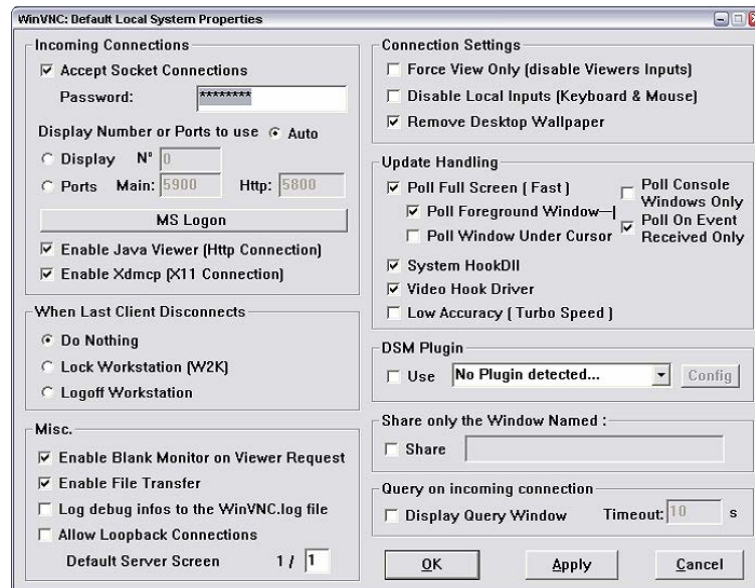 WinVNC: Default Local System Properties
Incoming Connections
Accept Socket Connections
Password: ********
Display Number or Ports to use Auto
Display N° 0
Ports Main: 5900 Http: 5800
MS Logon
Enable Java Viewer (Http Connection)
Enable Xdmcp (X11 Connection)
When Last Client Disconnects
Do Nothing
Lock Workstation (W2K)
Logoff Workstation
Misc.
Enable Blank Monitor on Viewer Request
Enable File Transfer
Log debug infos to the WinVNC.log file
Allow Loopback Connections
Default Server Screen 1 / 1
Connection Settings
Force View Only (disable Viewers Inputs)
Disable Local Inputs (Keyboard & Mouse)
Remove Desktop Wallpaper
Update Handling
Poll Full Screen ( Fast )
Poll Foreground Window
Poll Window Under Cursor
Poll Console
Windows Only
Poll On Event
Received Only
System HookDll
Video Hook Driver
Low Accuracy ( Turbo Speed )
DSM Plugin
Use No Plugin detected... Config
Share only the Window Named :
Share
Query on incoming connection
Display Query Window Timeout: 10 s
OK Apply Cancel